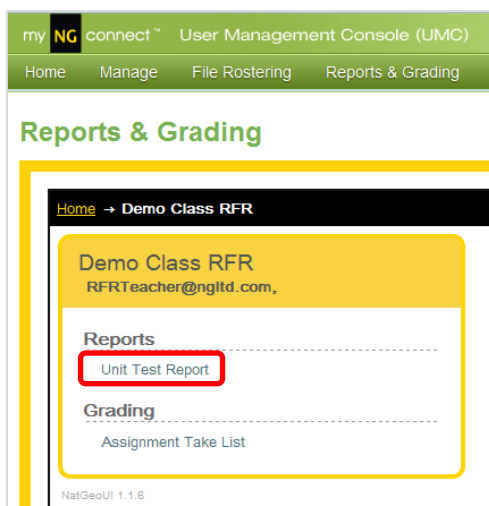 my NG connect™ User Management Console (UMC)
Home Manage File Rostering Reports & Grading
Reports & Grading
Home → Demo Class RFR
Demo Class RFR
RFRTeacher@ngltd.com,
Reports
Unit Test Report
Grading
Assignment Take List
NatGeoUI 1.1.6